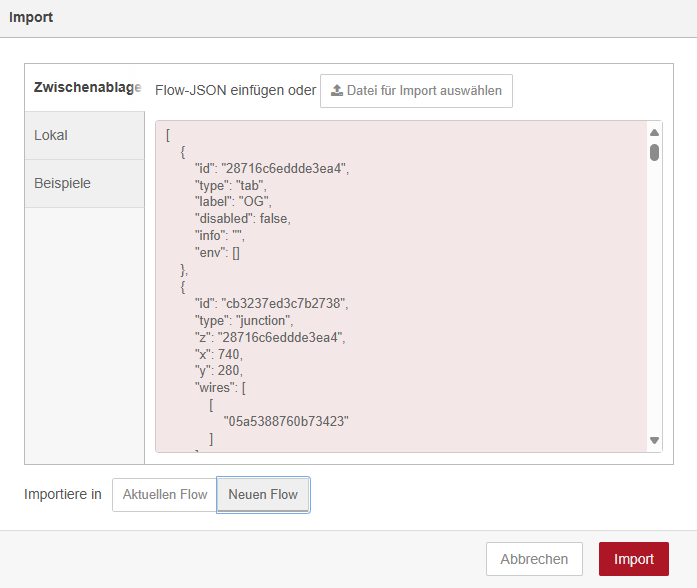 Import
Zwischenablage
Flow-JSON einfügen oder
Datei für Import auswählen
Lokal
Beispiele
[
{
"id": "28716c6eddde3ea4",
"type": "tab",
"label": "OG",
"disabled": false,
"info": "",
"env": []
},
{
"id": "cb3237ed3c7b2738",
"type": "junction",
"z": "28716c6eddde3ea4",
"x": 740,
"y": 280,
"wires": [
[
"05a5388760b73423"
]
Importiere in
Aktuellen Flow
Neuen Flow
Abbrechen
Import